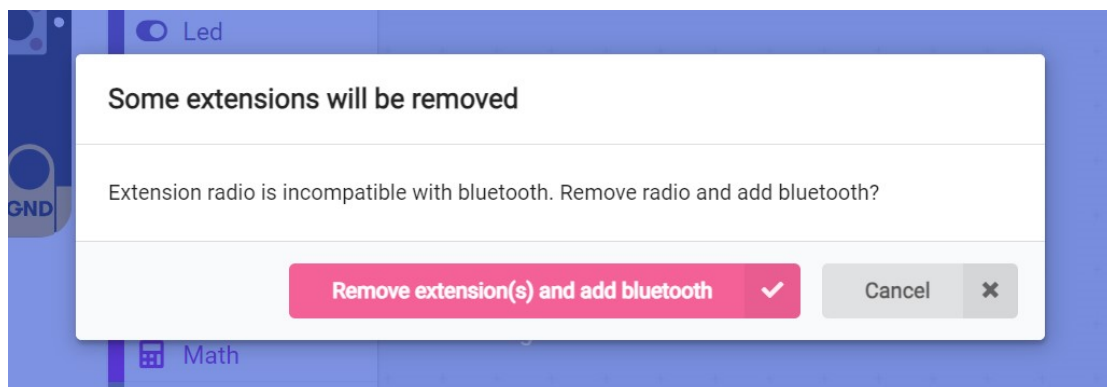 Led
Some extensions will be removed
Extension radio is incompatible with bluetooth. Remove radio and add bluetooth?
GND
Remove extension(s) and add bluetooth
Cancel
Math